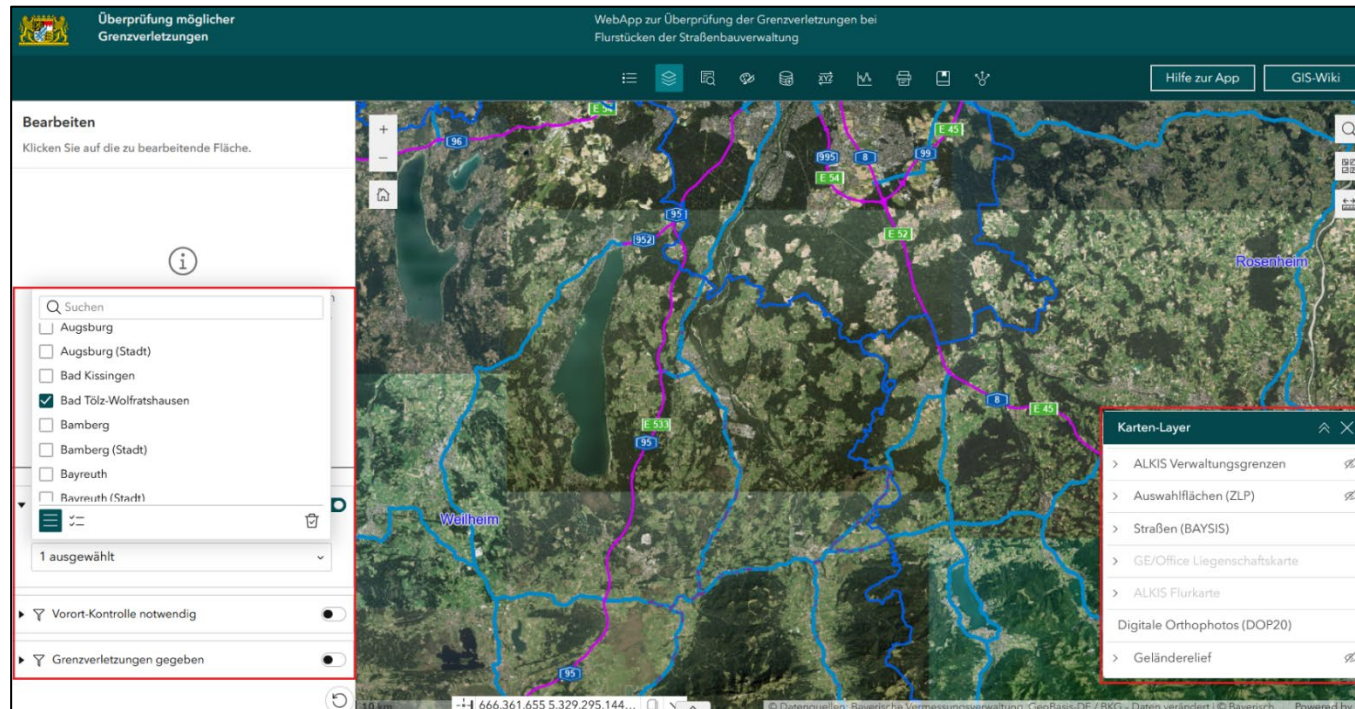 Überprüfung möglicher
Grenzverletzungen
WebApp zur Überprüfung der Grenzverletzungen bei
Flurstücken der Straßenbauverwaltung
Hilfe zur App
GIS-Wiki
Bearbeiten
Klicken Sie auf die zu bearbeitende Fläche.
Suchen
Augsburg
Augsburg (Stadt)
Bad Kissingen
Bad Tölz-Wolfratshausen
Bamberg
Bamberg (Stadt)
Bayreuth
Bayreuth (Stadt)
1 ausgewählt
Vorort-Kontrolle notwendig
Grenzverletzungen gegeben
E 54
96
995
8
99
E 45
E 54
95
952
E 52
Rosenheim
8
E 45
E 533
95
Weilheim
95
Karten-Layer
ALKIS Verwaltungsgrenzen
Auswahlflächen (ZLP)
Straßen (BAYSIS)
GE/Office Liegenschaftskarte
ALKIS Flurkarte
Digitale Orthophotos (DOP20)
Geländerelief
10 km
666.361,655 5.329.295,144...
© Datenquellen: Bayerische Vermessungsverwaltung, GeoBasis-DE / BKG - Daten verändert | © Bayerisch...
Powered by